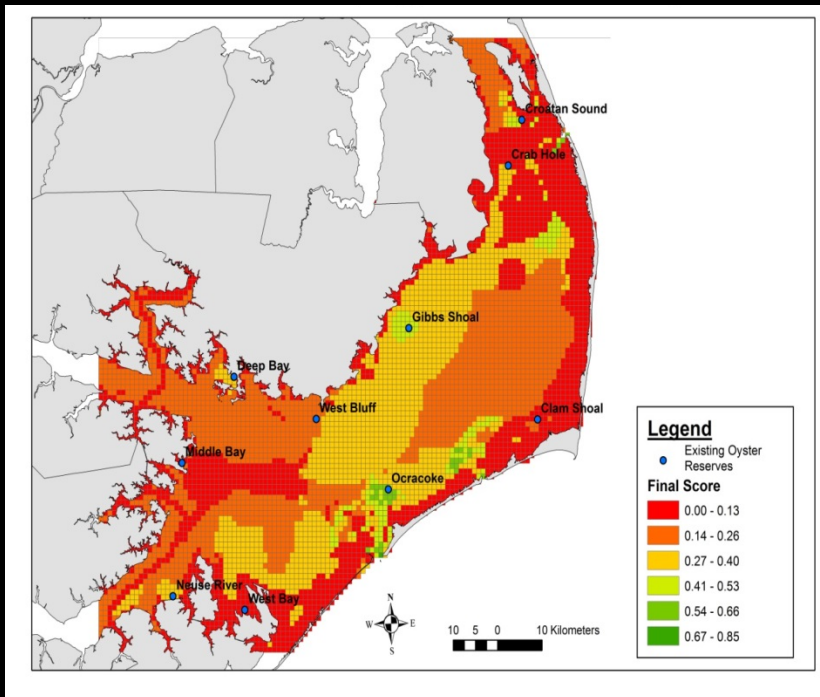 Croatan Sound
Crab Hole
Gibbs Shoal
Deep Bay
West Bluff
Clam Shoal
Middle Bay
Ocracoke
Neuse River
West Bay
N
W E
S
10 5 0 10 Kilometers
Legend
Existing Oyster
Reserves
Final Score
0.00 - 0.13
0.14 - 0.26
0.27 - 0.40
0.41 - 0.53
0.54 - 0.66
0.67 - 0.85